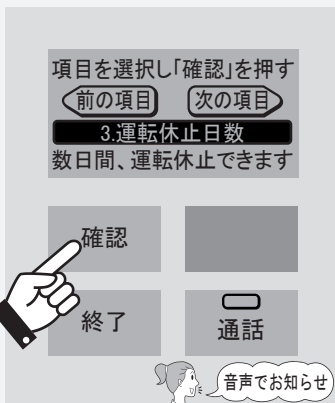 項目を選択し「確認」を押す
前の項目 次の項目
3.運転休止日数
数日間、運転休止できます
確認
終了 通話
音声でお知らせ